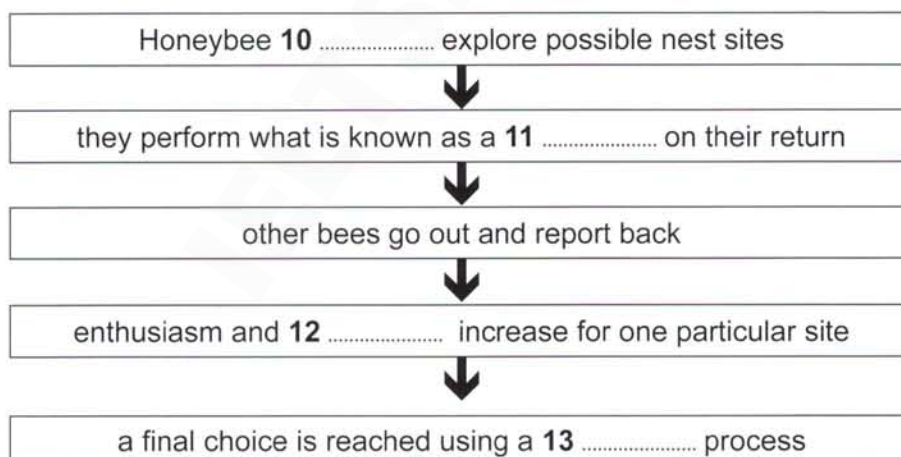 Honeybee 10 .................... explore possible nest sites
they perform what is known as a 11 .................... on their return
other bees go out and report back
enthusiasm and 12 .................... increase for one particular site
a final choice is reached using a 13 .................... process